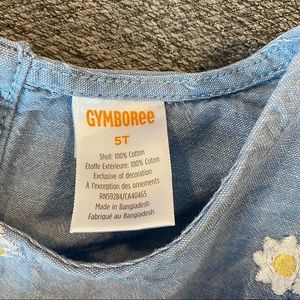 GYMBOREE
5T
Shell: 100% Cotton
Étoffe Extérieure: 100% Coton
Exclusive of decoration
À l'exception des ornements
RN59284/CA40465
Made in Bangladesh
Fabriqué au Bangladesh